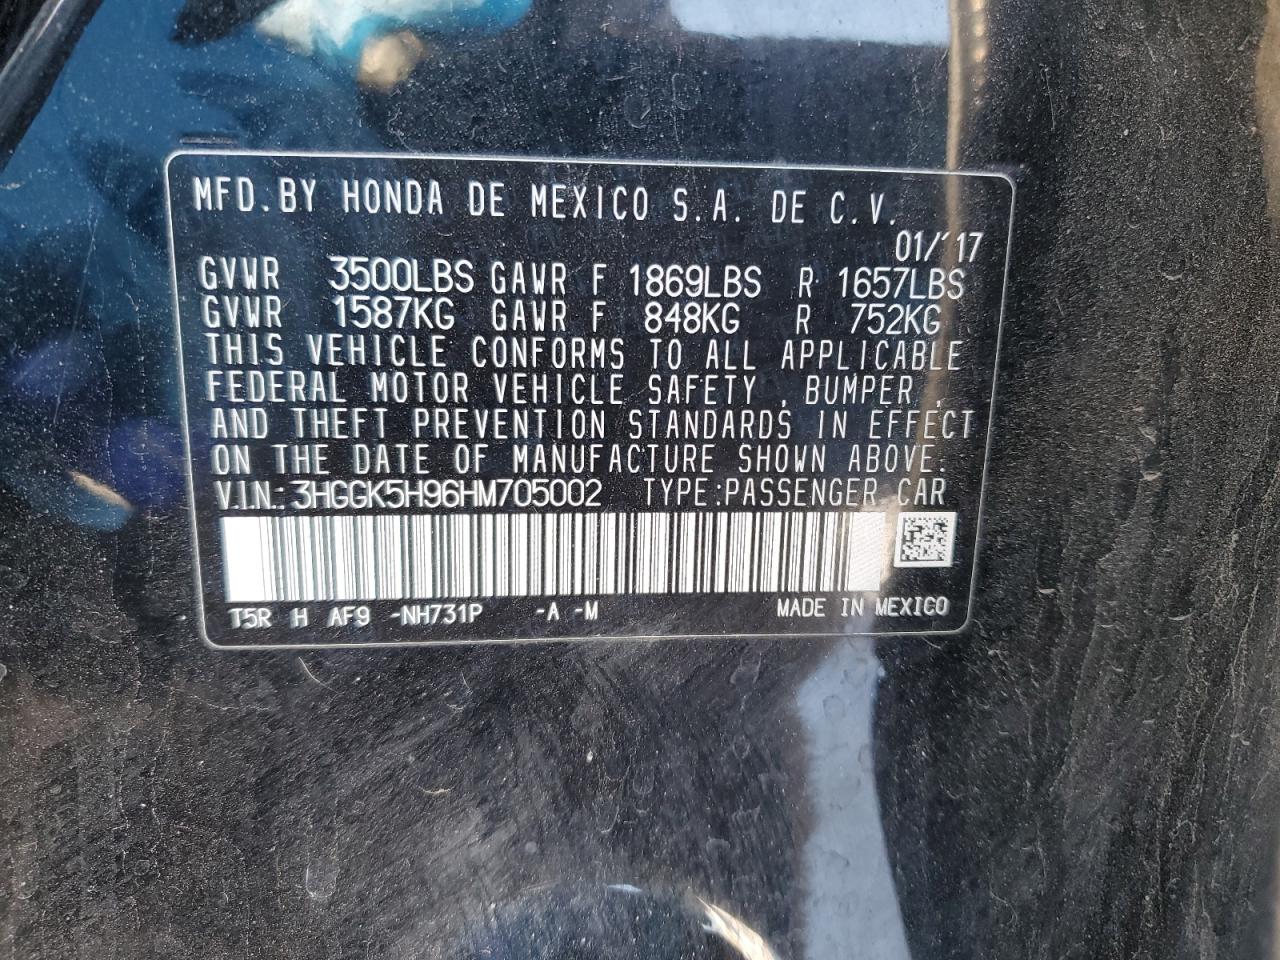 MFD.BY HONDA DE MEXICO S.A. DE C.V.
01/'17
GVWR 3500LBS GAWR F 1869LBS R 1657LBS
GVWR 1587KG GAWR F 848KG R 752KG
THIS VEHICLE CONFORMS TO ALL APPLICABLE
FEDERAL MOTOR VEHICLE SAFETY , BUMPER ,
AND THEFT PREVENTION STANDARDS IN EFFECT
ON THE DATE OF MANUFACTURE SHOWN ABOVE.
V.I.N.: 3HGGK5H96HM705002 TYPE:PASSENGER CAR
T5R H AF9 -NH731P -A -M MADE IN MEXICO